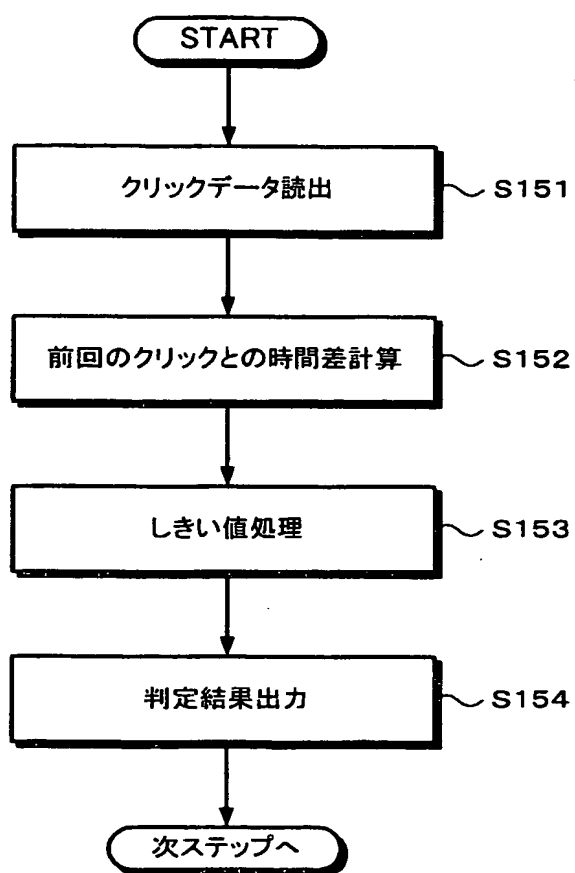 START
クリックデータ読出
S151
前回のクリックとの時間差計算
S152
しきい値処理
S153
判定結果出力
S154
次ステップへ